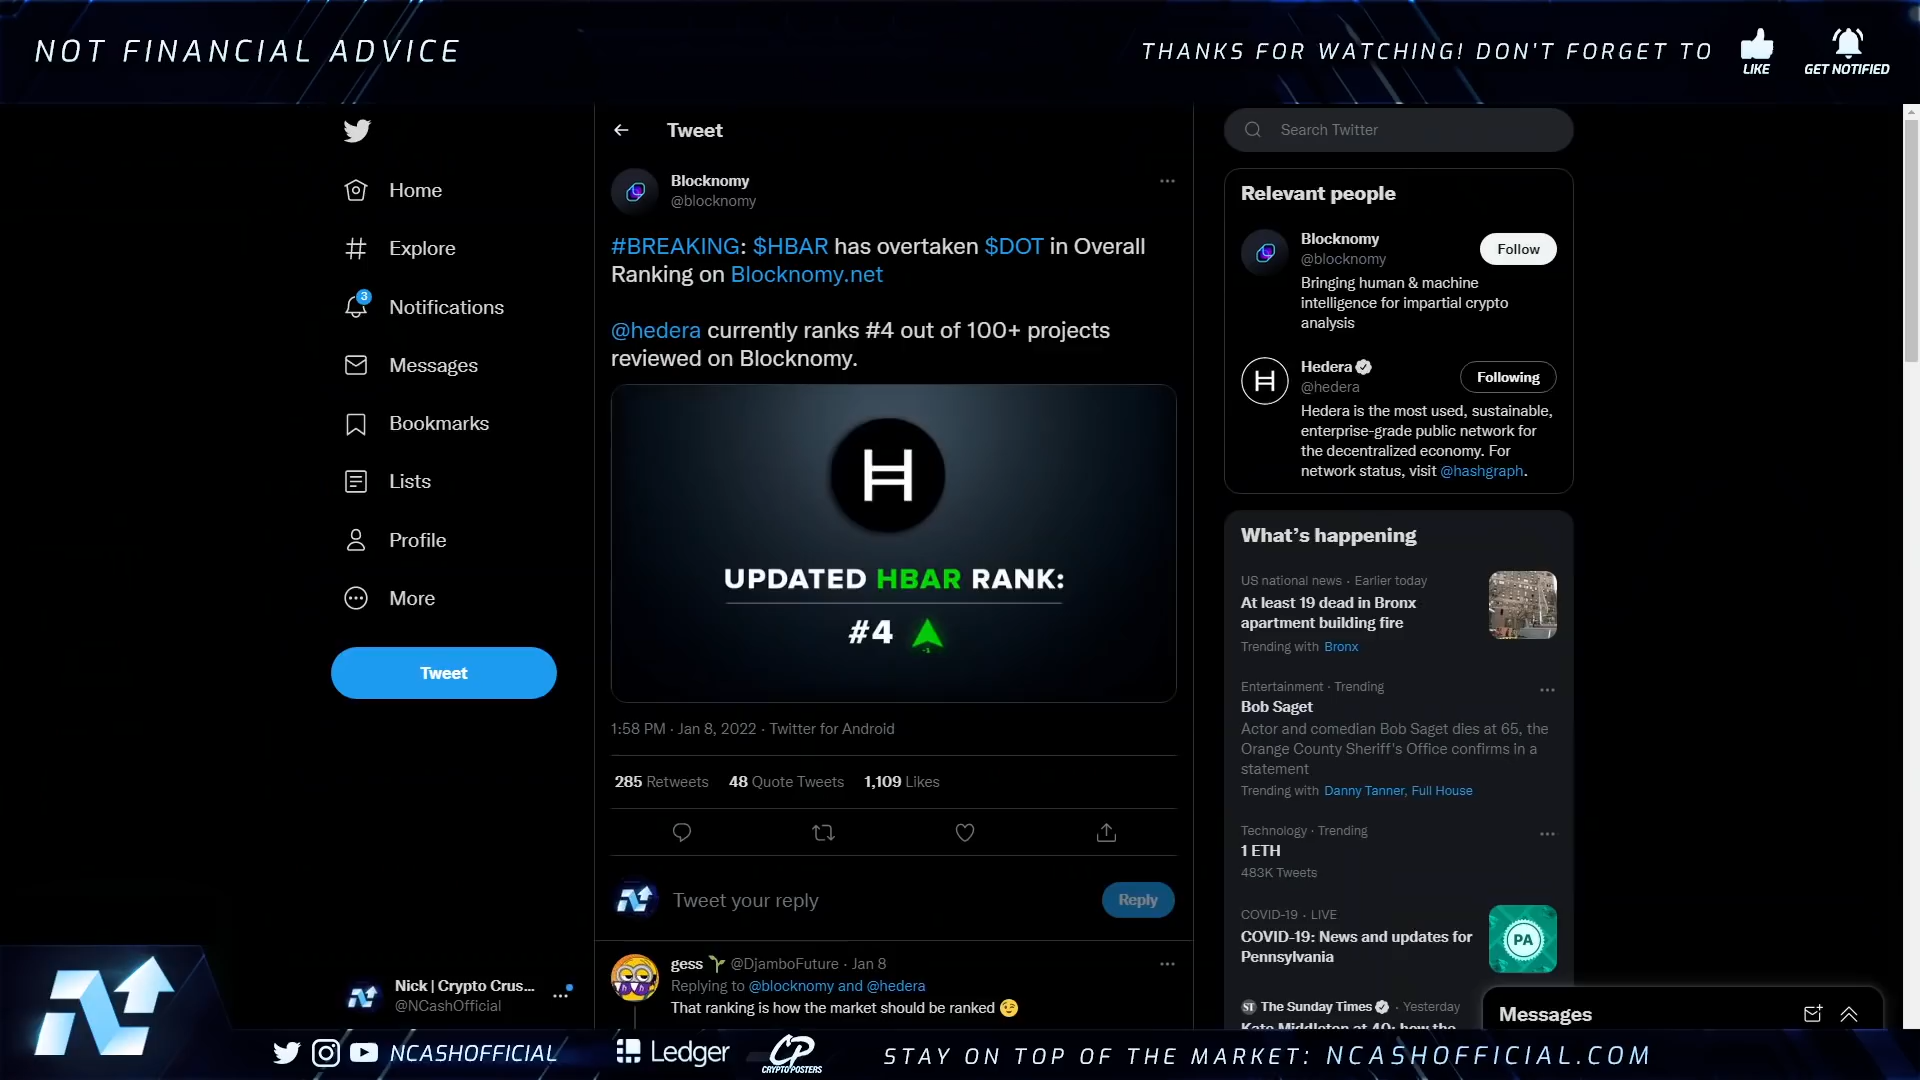 NOT FINANCIAL ADVICE
THANKS FOR WATCHING! DON'T FORGET TO
LIKE
GET NOTIFIED
Home
Explore
3
Notifications
Messages
Bookmarks
Lists
Profile
More
Tweet
Nick | Crypto Crus...
@NCashOfficial
Tweet
Blocknomy
@blocknomy
#BREAKING: $HBAR has overtaken $DOT in Overall
Ranking on Blocknomy.net
@hedera currently ranks #4 out of 100+ projects
reviewed on Blocknomy.
H
UPDATED HBAR RANK:
#4
-1
1:58 PM · Jan 8, 2022 · Twitter for Android
285 Retweets 48 Quote Tweets 1,109 Likes
Tweet your reply
Reply
gess @DjamboFuture · Jan 8
Replying to @blocknomy and @hedera
That ranking is how the market should be ranked
Search Twitter
Relevant people
Blocknomy
@blocknomy
Follow
Bringing human & machine
intelligence for impartial crypto
analysis
H
Hedera
@hedera
Following
Hedera is the most used, sustainable,
enterprise-grade public network for
the decentralized economy. For
network status, visit @hashgraph.
What's happening
US national news · Earlier today
At least 19 dead in Bronx
apartment building fire
Trending with Bronx
Entertainment · Trending
Bob Saget
Actor and comedian Bob Saget dies at 65, the
Orange County Sheriff's Office confirms in a
statement
Trending with Danny Tanner, Full House
Technology · Trending
1 ETH
483K Tweets
COVID-19 · LIVE
COVID-19: News and updates for
Pennsylvania
PA
ST The Sunday Times · Yesterday
Kate Middleton at 40: how the
Messages
NCASHOFFICIAL
Ledger
CP
CRYPTO POSTERS
STAY ON TOP OF THE MARKET: NCASHOFFICIAL.COM